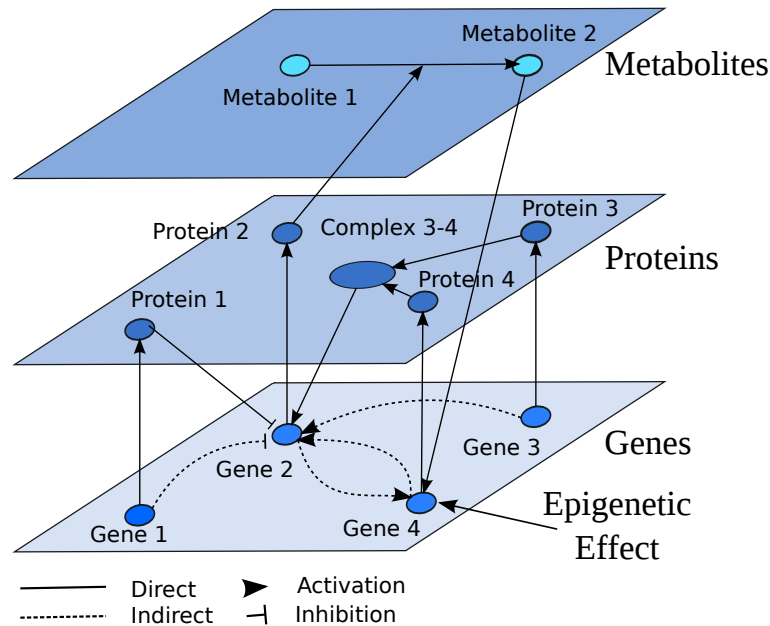 Metabolite 2
Metabolites
Metabolite 1
Protein 2
Complex 3-4
Protein 3
Proteins
Protein 4
Protein 1
Gene 3
Genes
Gene 2
Gene 4
Gene 1
Epigenetic
Effect
Direct
Activation
Indirect
Inhibition